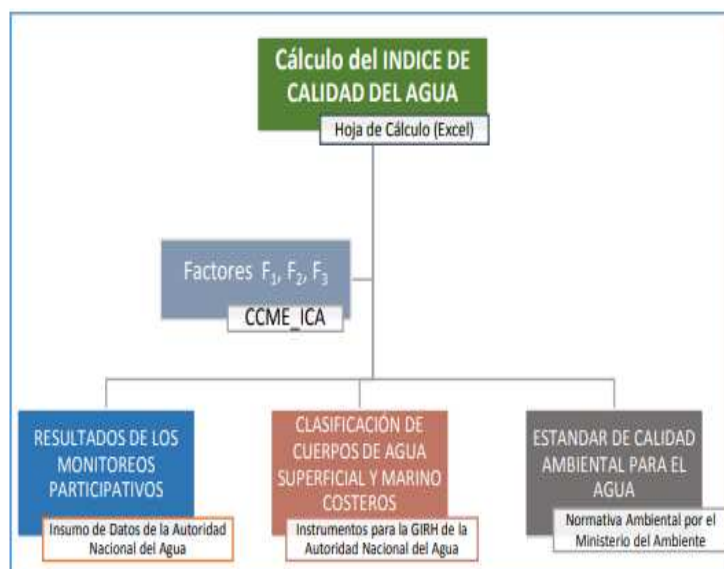 Cálculo del INDICE DE
CALIDAD DEL AGUA
Hoja de Cálculo (Excel)
Factores F₁, F₂, F₃
CCME_ICA
RESULTADOS DE LOS
MONITOREOS
PARTICIPATIVOS
Insumo de Datos de la Autoridad
Nacional del Agua
CLASIFICACIÓN DE
CUERPOS DE AGUA
SUPERFICIAL Y MARINO
COSTEROS
Instrumentos para la GIRH de la
Autoridad Nacional del Agua
ESTANDAR DE CALIDAD
AMBIENTAL PARA EL
AGUA
Normativa Ambiental por el
Ministerio del Ambiente